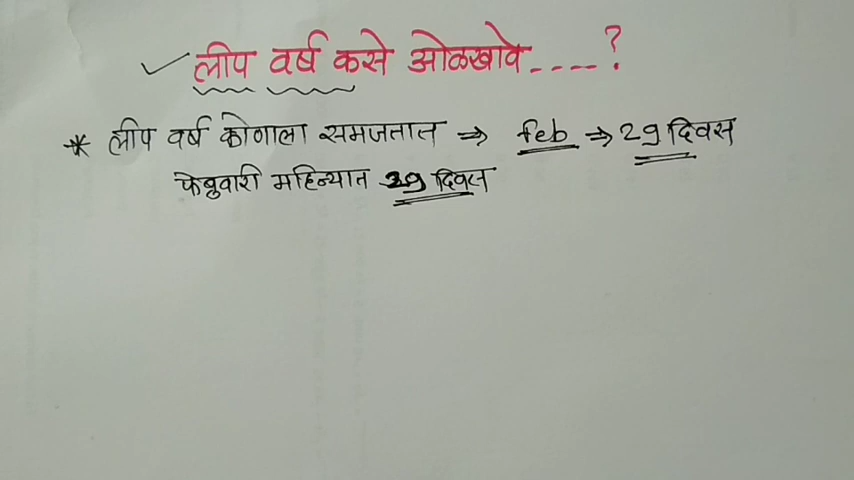 लीप वर्ष कसे ओळखावे....?
* लीप वर्ष कोणाला समजतात ⇒ feb ⇒ 29 दिवस
फेब्रुवारी महिन्यात 29 दिवस